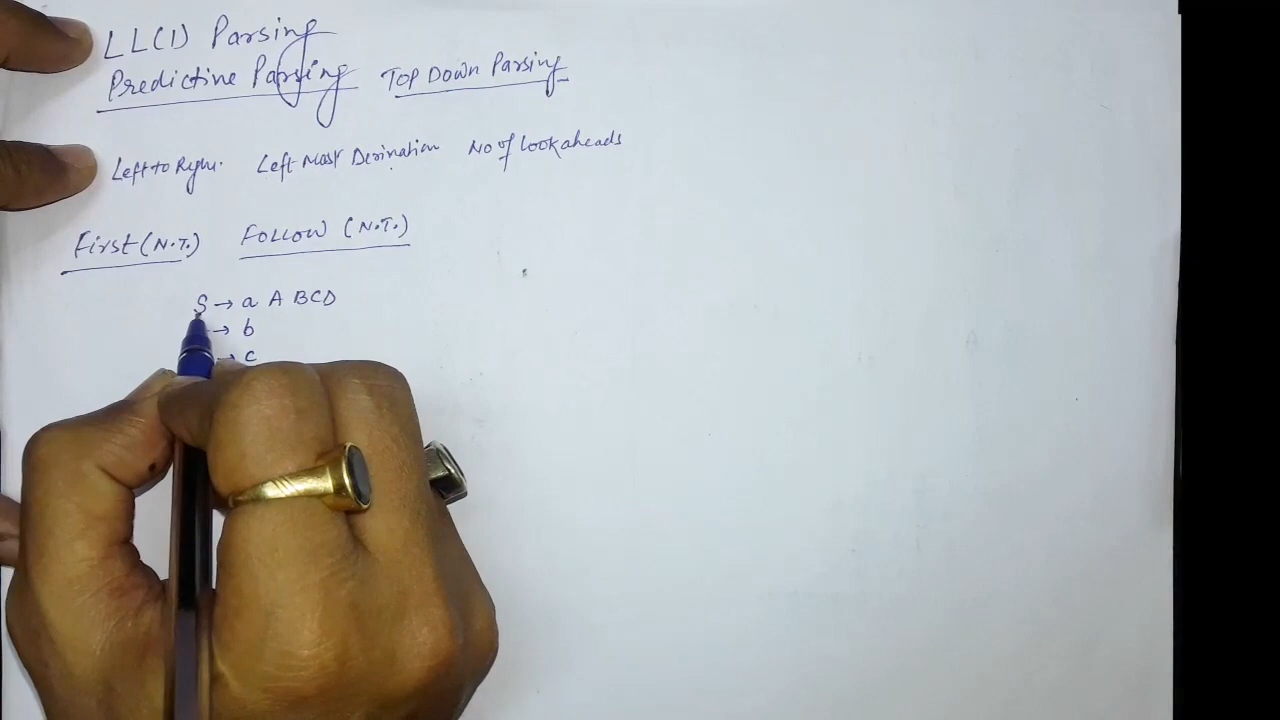 LL(1) Parsing
Predictive Parsing TOP DOWN Parsing
Left to Right. Left Most Derivation No of lookaheads
First (N.T.) FOLLOW (N.T.)
S → a A BCD
→ b
→ c